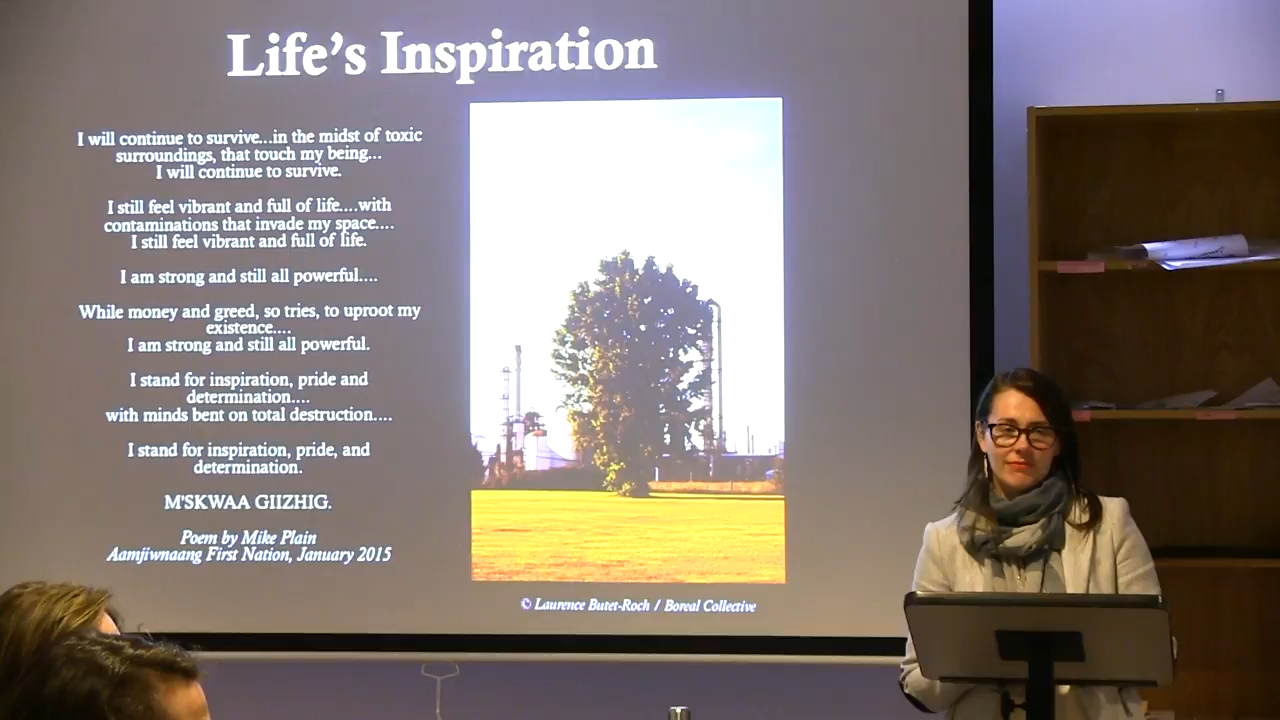 Life's Inspiration
I will continue to survive...in the midst of toxic
surroundings, that touch my being...
I will continue to survive.
I still feel vibrant and full of life....with
contaminations that invade my space....
I still feel vibrant and full of life.
I am strong and still all powerful....
While money and greed, so tries, to uproot my
existence....
I am strong and still all powerful.
I stand for inspiration, pride and
determination....
with minds bent on total destruction....
I stand for inspiration, pride, and
determination.
M'SKWAA GIIZHIG.
Poem by Mike Plain
Aamjiwnaang First Nation, January 2015
© Laurence Butet-Roch / Boreal Collective